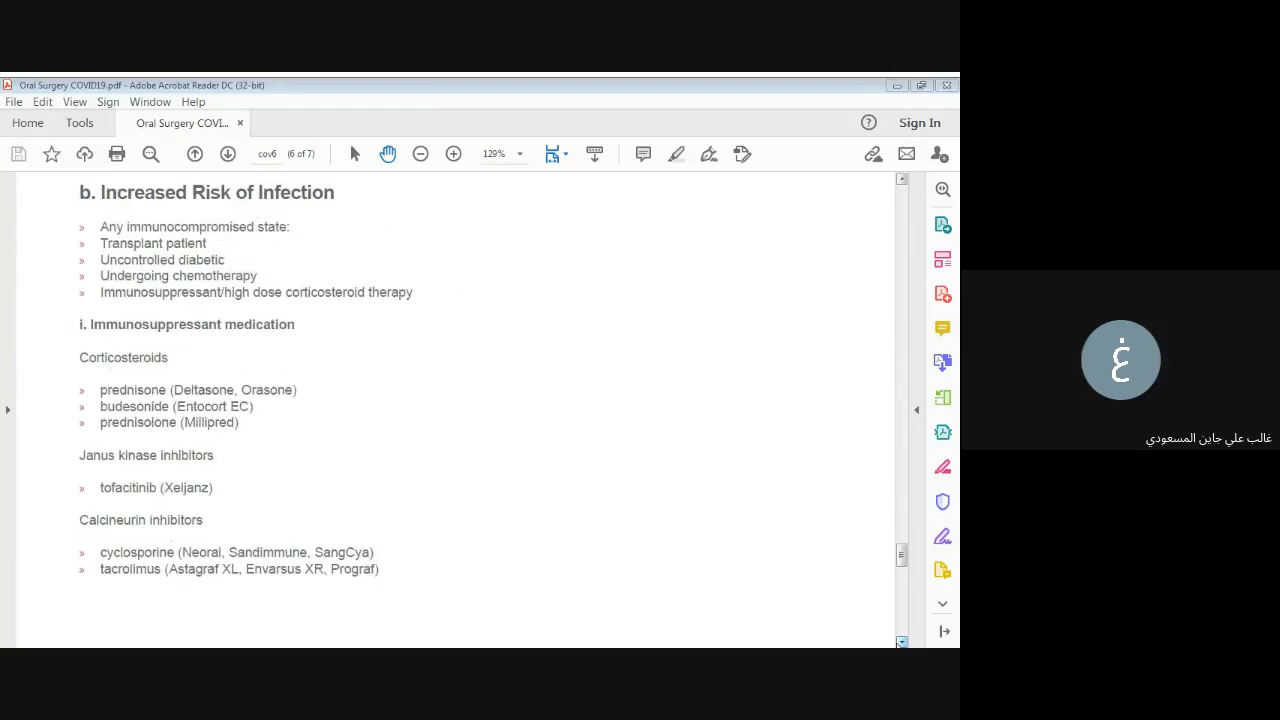 Oral Surgery COVID19.pdf - Adobe Acrobat Reader DC (32-bit)
File Edit View Sign Window Help
Home Tools Oral Surgery COVI... × Sign In
cov6 (6 of 7) 129%
b. Increased Risk of Infection
» Any immunocompromised state:
» Transplant patient
» Uncontrolled diabetic
» Undergoing chemotherapy
» Immunosuppressant/high dose corticosteroid therapy
i. Immunosuppressant medication
Corticosteroids
» prednisone (Deltasone, Orasone)
» budesonide (Entocort EC)
» prednisolone (Millipred)
Janus kinase inhibitors
» tofacitinib (Xeljanz)
Calcineurin inhibitors
» cyclosporine (Neoral, Sandimmune, SangCya)
» tacrolimus (Astagraf XL, Envarsus XR, Prograf)
غ
غالب علي جاين المسعودي